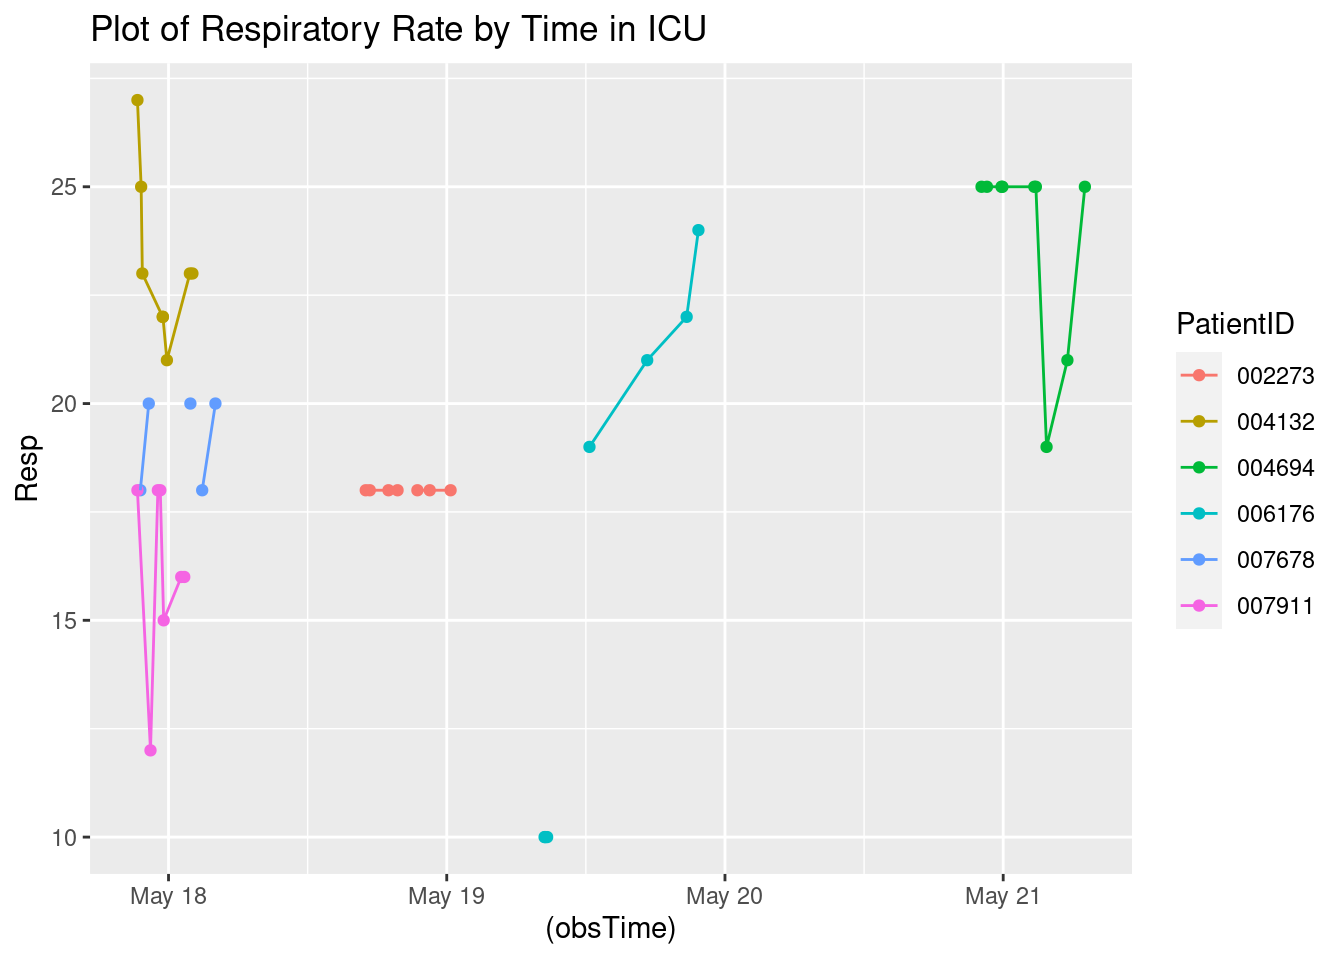 Plot of Respiratory Rate by Time in ICU
25
20
15
10
Resp
May 18
May 19
May 20
May 21
(obsTime)
PatientID
002273
004132
004694
006176
007678
007911